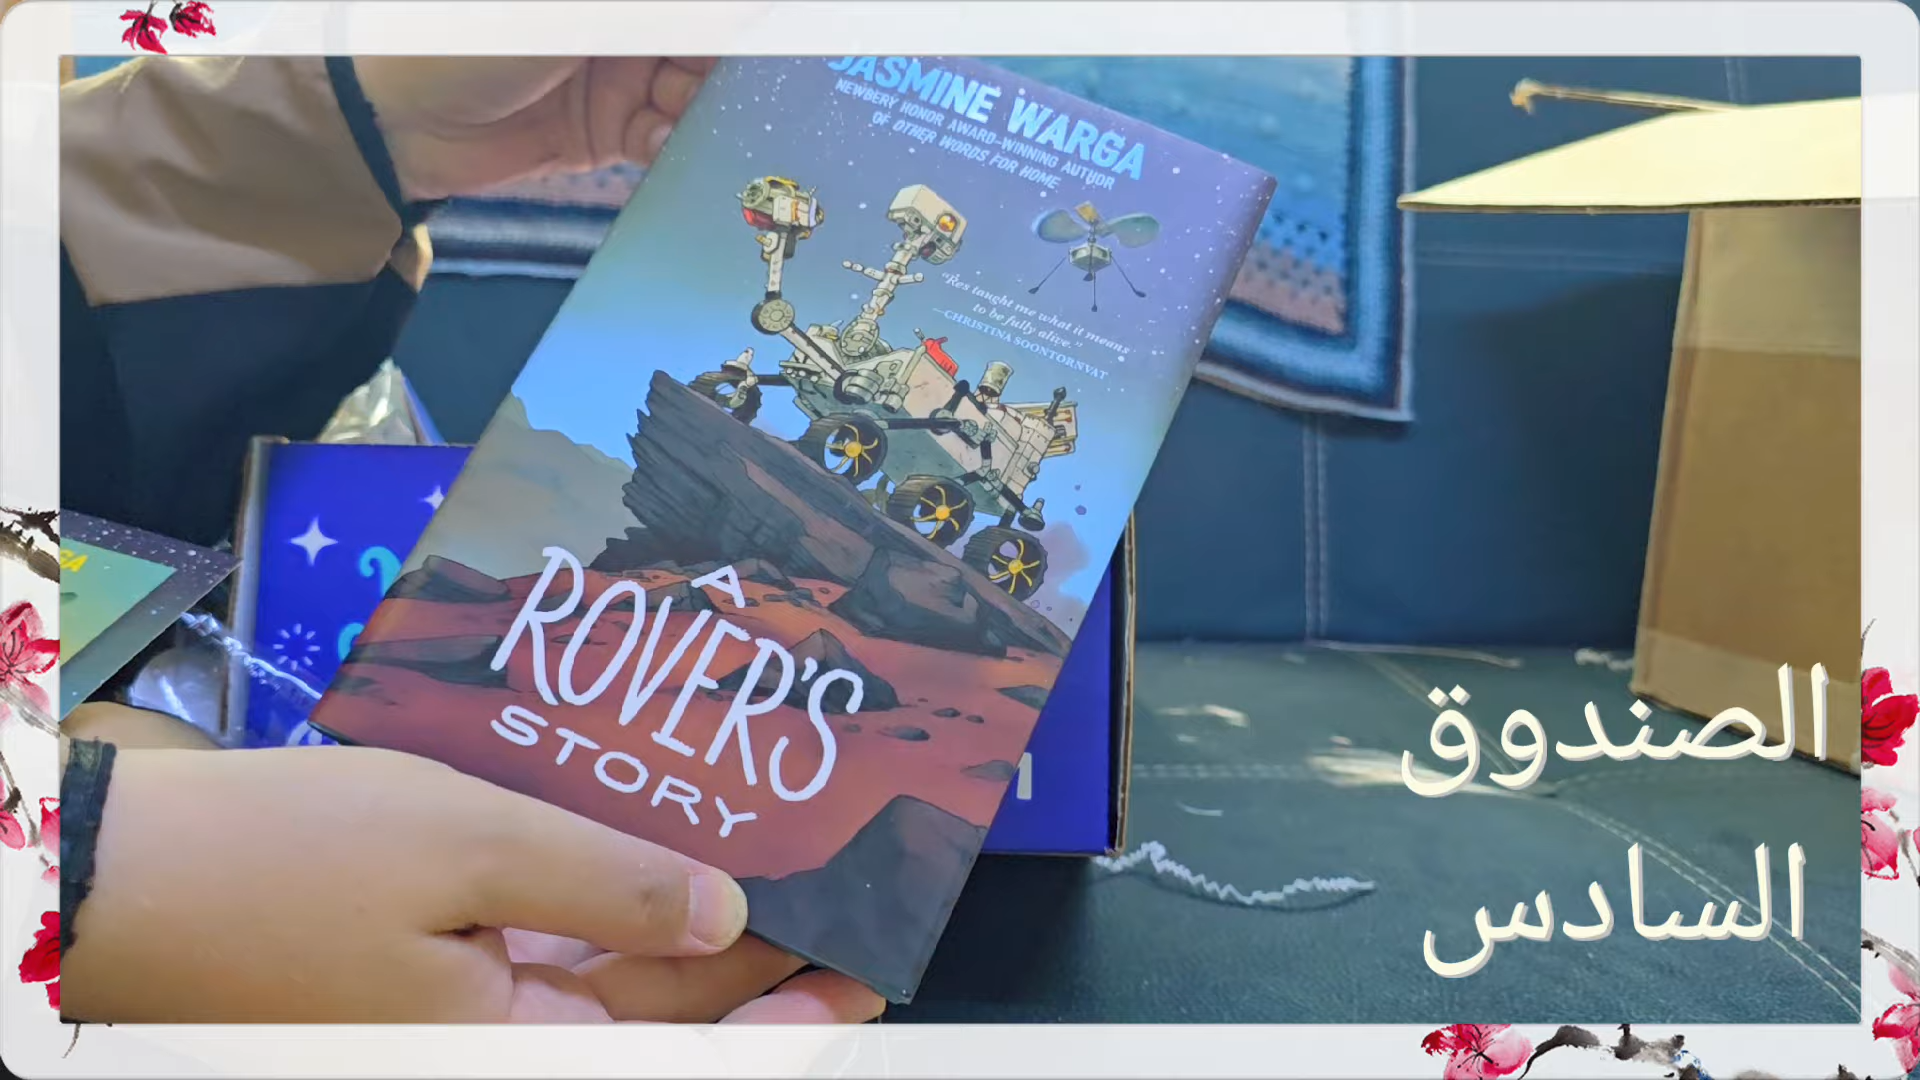 JASMINE WARGA
NEWBERY HONOR AWARD-WINNING AUTHOR
OF OTHER WORDS FOR HOME
"Res taught me what it means
to be fully alive."
—CHRISTINA SOONTORNVAT
A
ROVER'S
STORY
الصندوق
السادس